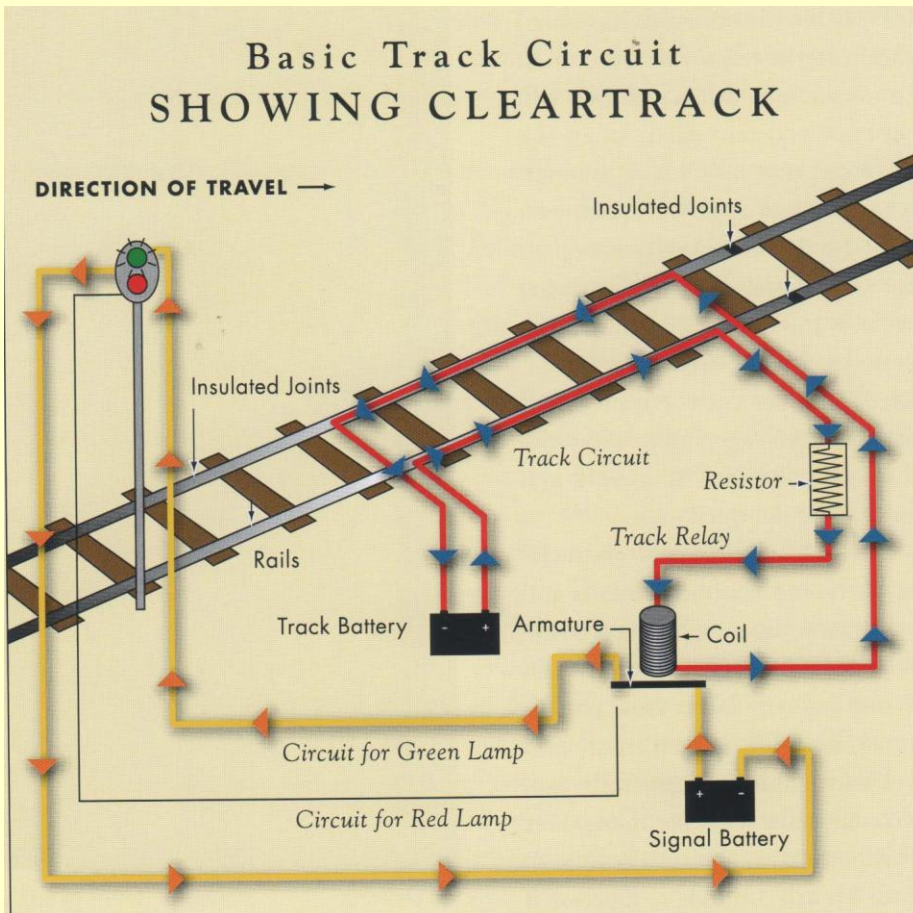 Basic Track Circuit
SHOWING CLEARTRACK
DIRECTION OF TRAVEL →
Insulated Joints
Insulated Joints
Track Circuit
Resistor
Rails
Track Relay
Track Battery
- +
Armature
Coil
Circuit for Green Lamp
+ -
Circuit for Red Lamp
Signal Battery